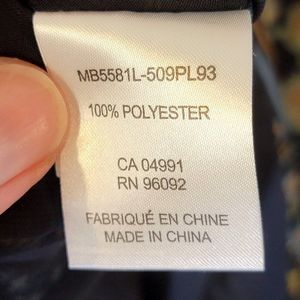 MB5581L-509PL93
100% POLYESTER
CA 04991
RN 96092
FABRIQUÉ EN CHINE
MADE IN CHINA